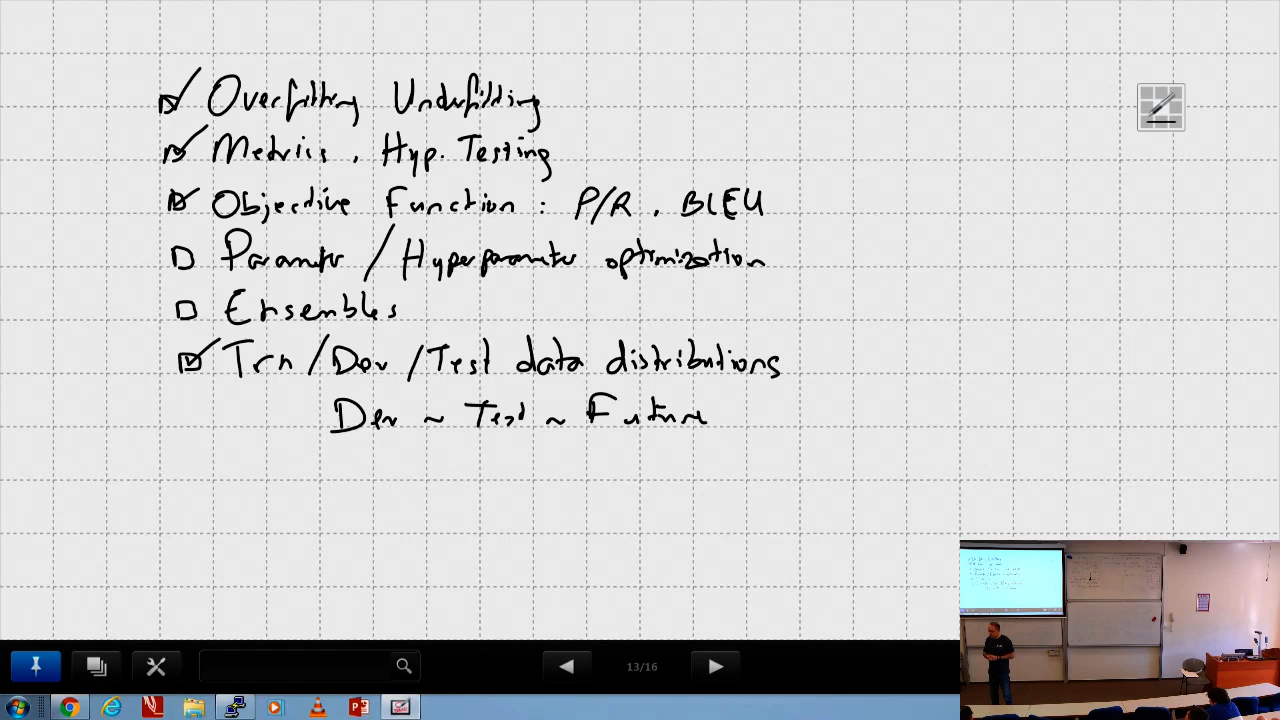 Overfitting Underfitting
Metrics, Hyp. Testing
Objective Function : P/R, BLEU
Parameter / Hyperparameter optimization
Ensembles
Trn / Dev / Test data distributions
Dev ~ Test ~ Future
13/16